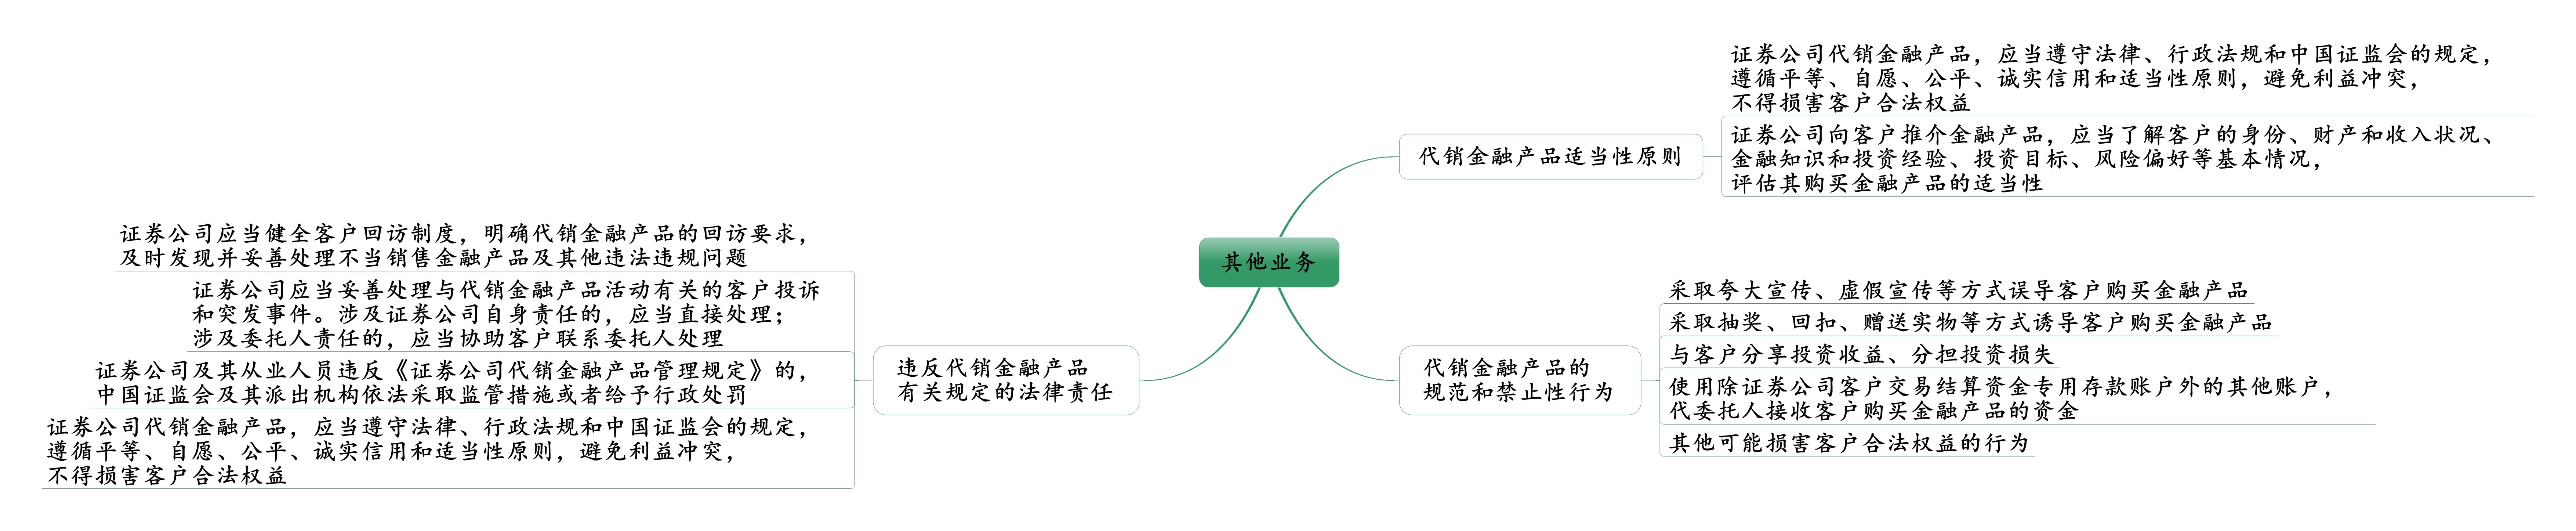 其他业务
代销金融产品适当性原则
证券公司代销金融产品，应当遵守法律、行政法规和中国证监会的规定，
遵循平等、自愿、公平、诚实信用和适当性原则，避免利益冲突，
不得损害客户合法权益
证券公司向客户推介金融产品，应当了解客户的身份、财产和收入状况、
金融知识和投资经验、投资目标、风险偏好等基本情况，
评估其购买金融产品的适当性
代销金融产品的
规范和禁止性行为
采取夸大宣传、虚假宣传等方式误导客户购买金融产品
采取抽奖、回扣、赠送实物等方式诱导客户购买金融产品
与客户分享投资收益、分担投资损失
使用除证券公司客户交易结算资金专用存款账户外的其他账户，
代委托人接收客户购买金融产品的资金
其他可能损害客户合法权益的行为
违反代销金融产品
有关规定的法律责任
证券公司应当健全客户回访制度，明确代销金融产品的回访要求，
及时发现并妥善处理不当销售金融产品及其他违法违规问题
证券公司应当妥善处理与代销金融产品活动有关的客户投诉
和突发事件。涉及证券公司自身责任的，应当直接处理；
涉及委托人责任的，应当协助客户联系委托人处理
证券公司及其从业人员违反《证券公司代销金融产品管理规定》的，
中国证监会及其派出机构依法采取监管措施或者给予行政处罚
证券公司代销金融产品，应当遵守法律、行政法规和中国证监会的规定，
遵循平等、自愿、公平、诚实信用和适当性原则，避免利益冲突，
不得损害客户合法权益